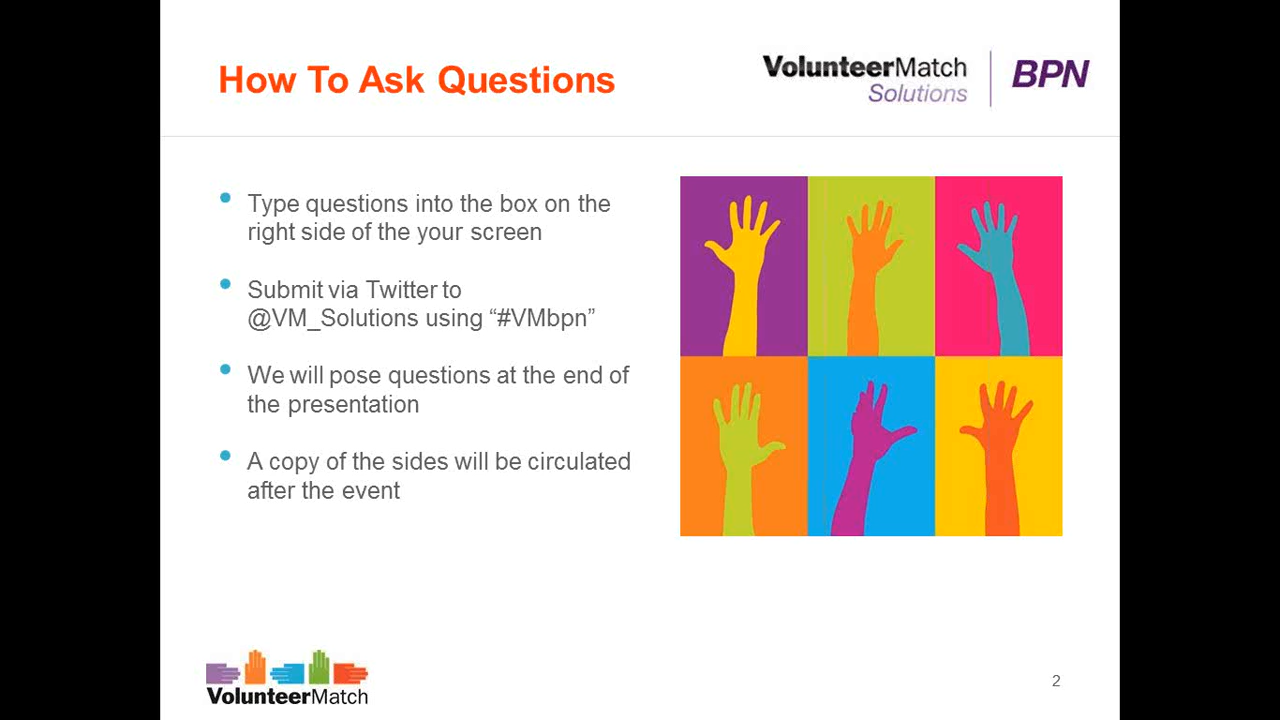 How To Ask Questions
VolunteerMatch
Solutions
BPN
Type questions into the box on the
right side of the your screen
Submit via Twitter to
@VM_Solutions using “#VMbpn”
We will pose questions at the end of
the presentation
A copy of the sides will be circulated
after the event
VolunteerMatch
2